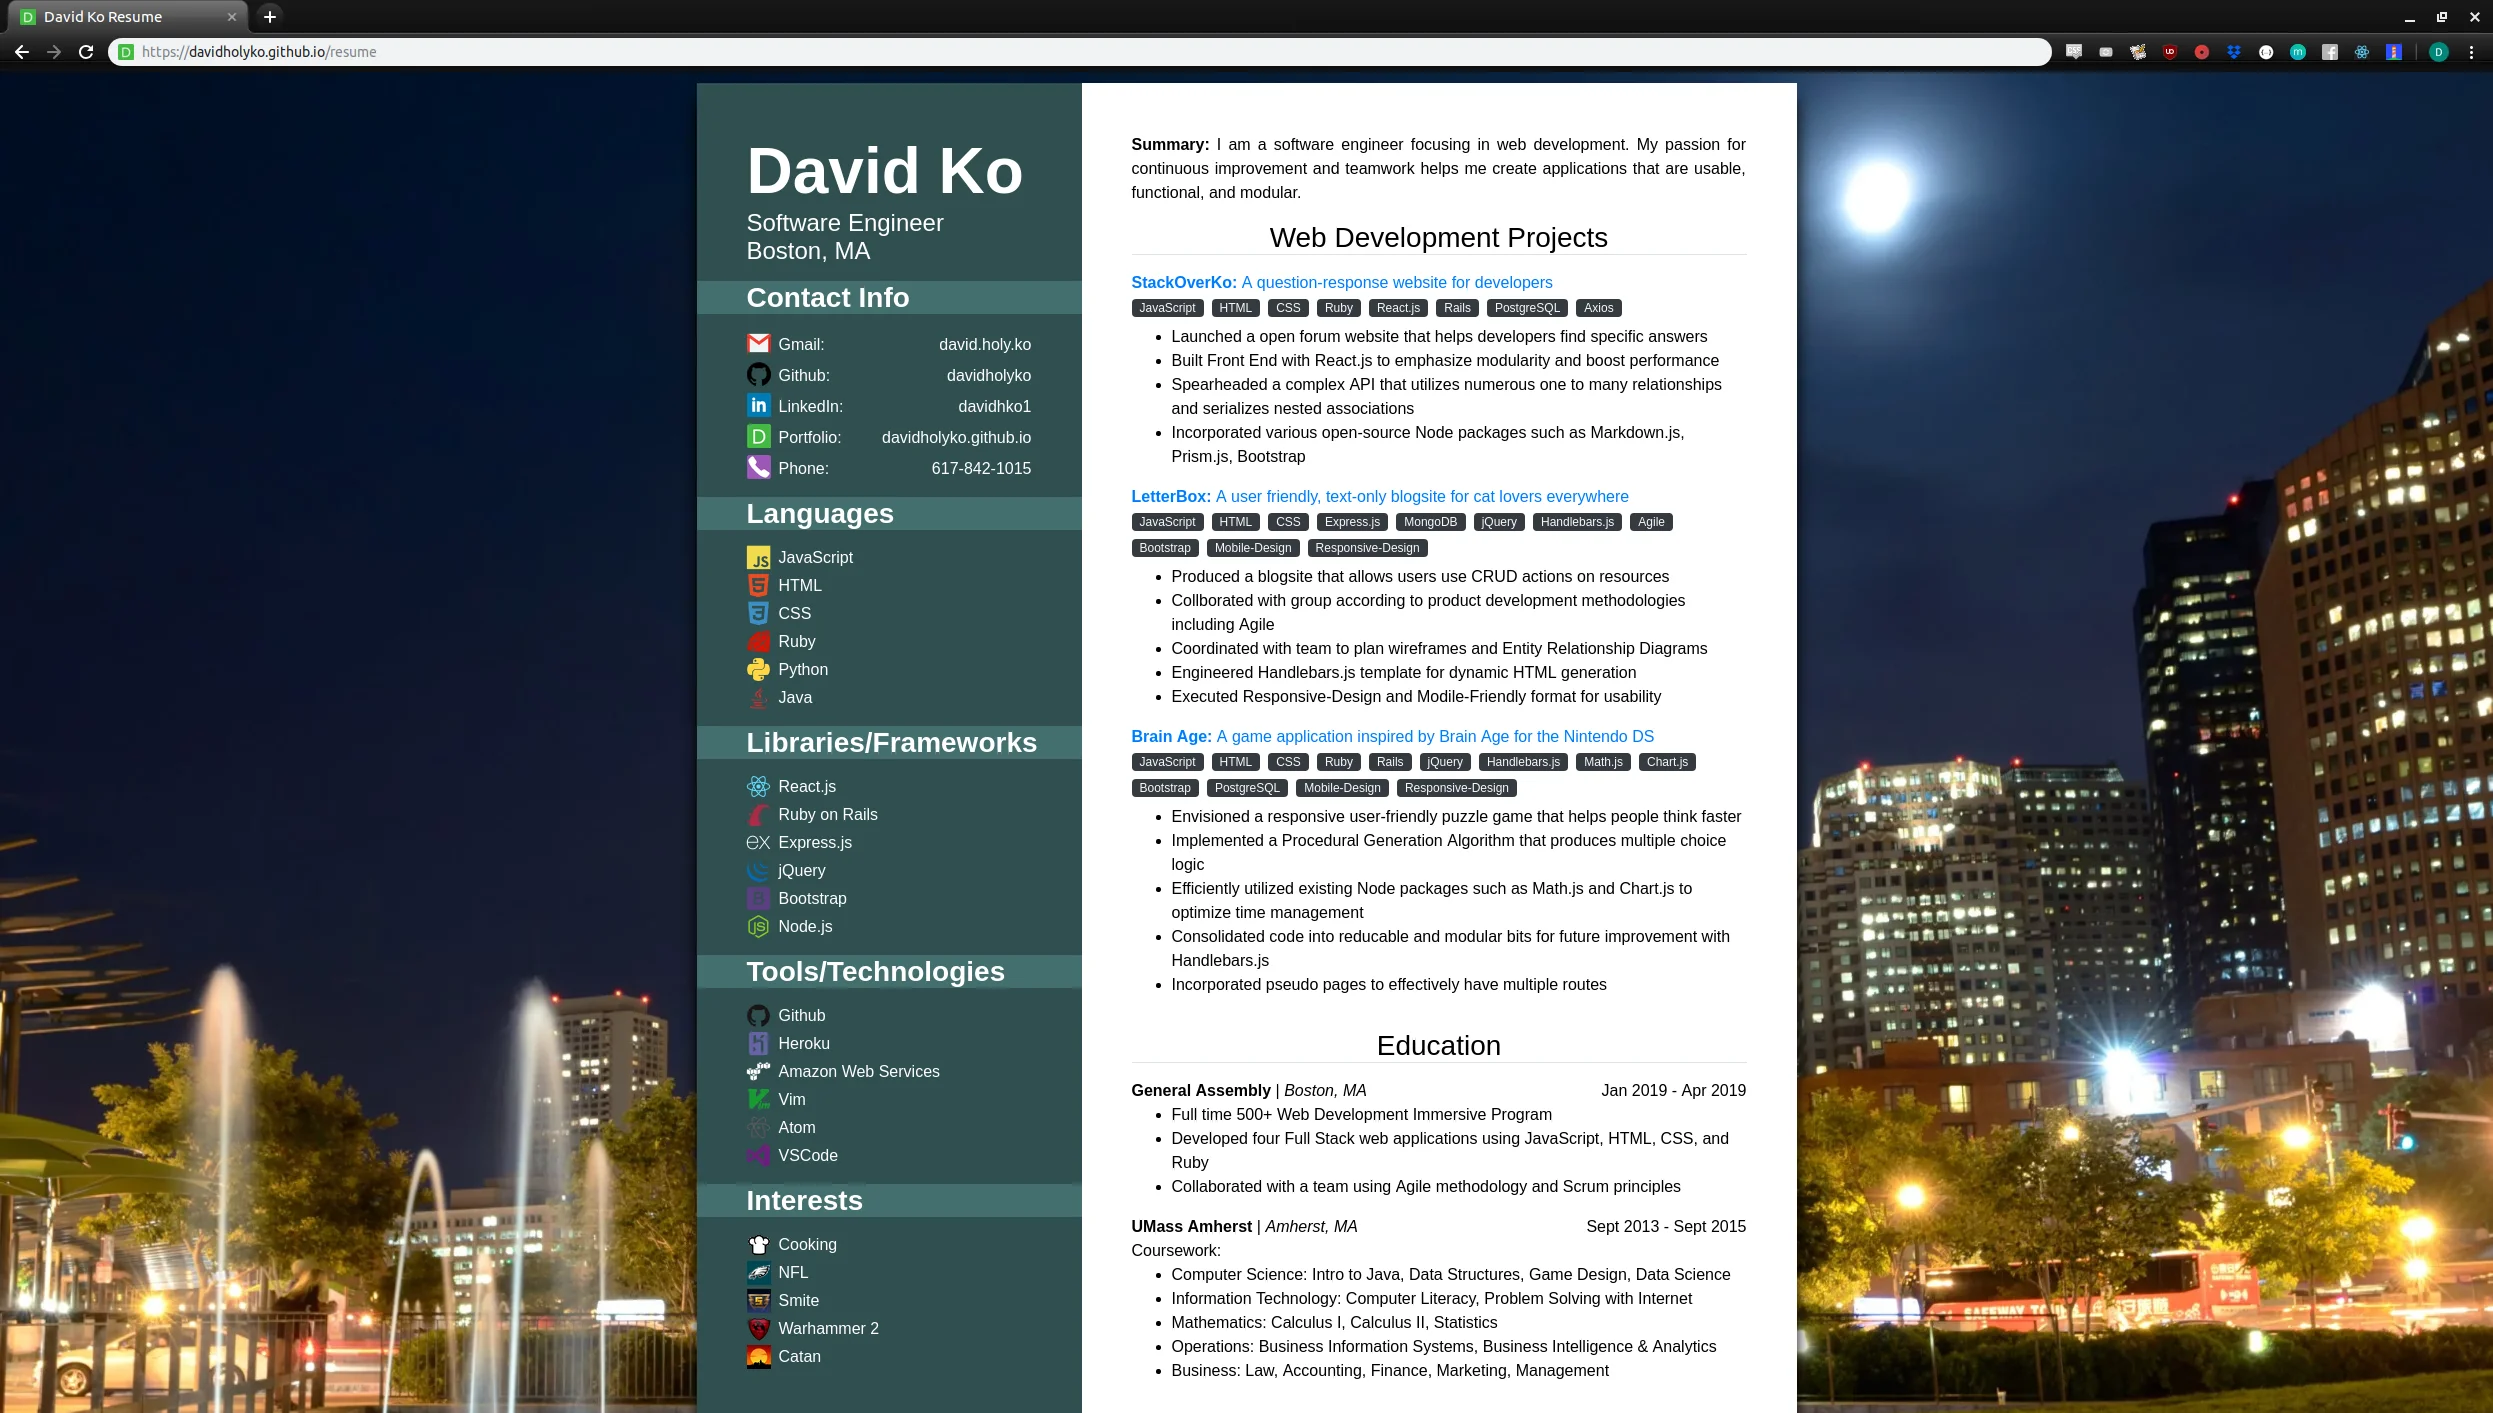 David Ko Resume
https://davidholyko.github.io/resume
David Ko
Software Engineer
Boston, MA
Contact Info
Gmail: david.holy.ko
Github: davidholyko
LinkedIn: davidhko1
Portfolio: davidholyko.github.io
Phone: 617-842-1015
Languages
JavaScript
HTML
CSS
Ruby
Python
Java
Libraries/Frameworks
React.js
Ruby on Rails
Express.js
jQuery
Bootstrap
Node.js
Tools/Technologies
Github
Heroku
Amazon Web Services
Vim
Atom
VSCode
Interests
Cooking
NFL
Smite
Warhammer 2
Catan
Summary: I am a software engineer focusing in web development. My passion for
continuous improvement and teamwork helps me create applications that are usable,
functional, and modular.
Web Development Projects
StackOverKo: A question-response website for developers
JavaScript HTML CSS Ruby React.js Rails PostgreSQL Axios
• Launched a open forum website that helps developers find specific answers
• Built Front End with React.js to emphasize modularity and boost performance
• Spearheaded a complex API that utilizes numerous one to many relationships
and serializes nested associations
• Incorporated various open-source Node packages such as Markdown.js,
Prism.js, Bootstrap
LetterBox: A user friendly, text-only blogsite for cat lovers everywhere
JavaScript HTML CSS Express.js MongoDB jQuery Handlebars.js Agile
Bootstrap Mobile-Design Responsive-Design
• Produced a blogsite that allows users use CRUD actions on resources
• Collborated with group according to product development methodologies
including Agile
• Coordinated with team to plan wireframes and Entity Relationship Diagrams
• Engineered Handlebars.js template for dynamic HTML generation
• Executed Responsive-Design and Modile-Friendly format for usability
Brain Age: A game application inspired by Brain Age for the Nintendo DS
JavaScript HTML CSS Ruby Rails jQuery Handlebars.js Math.js Chart.js
Bootstrap PostgreSQL Mobile-Design Responsive-Design
• Envisioned a responsive user-friendly puzzle game that helps people think faster
• Implemented a Procedural Generation Algorithm that produces multiple choice
logic
• Efficiently utilized existing Node packages such as Math.js and Chart.js to
optimize time management
• Consolidated code into reducable and modular bits for future improvement with
Handlebars.js
• Incorporated pseudo pages to effectively have multiple routes
Education
General Assembly | Boston, MA Jan 2019 - Apr 2019
• Full time 500+ Web Development Immersive Program
• Developed four Full Stack web applications using JavaScript, HTML, CSS, and
Ruby
• Collaborated with a team using Agile methodology and Scrum principles
UMass Amherst | Amherst, MA Sept 2013 - Sept 2015
Coursework:
• Computer Science: Intro to Java, Data Structures, Game Design, Data Science
• Information Technology: Computer Literacy, Problem Solving with Internet
• Mathematics: Calculus I, Calculus II, Statistics
• Operations: Business Information Systems, Business Intelligence & Analytics
• Business: Law, Accounting, Finance, Marketing, Management